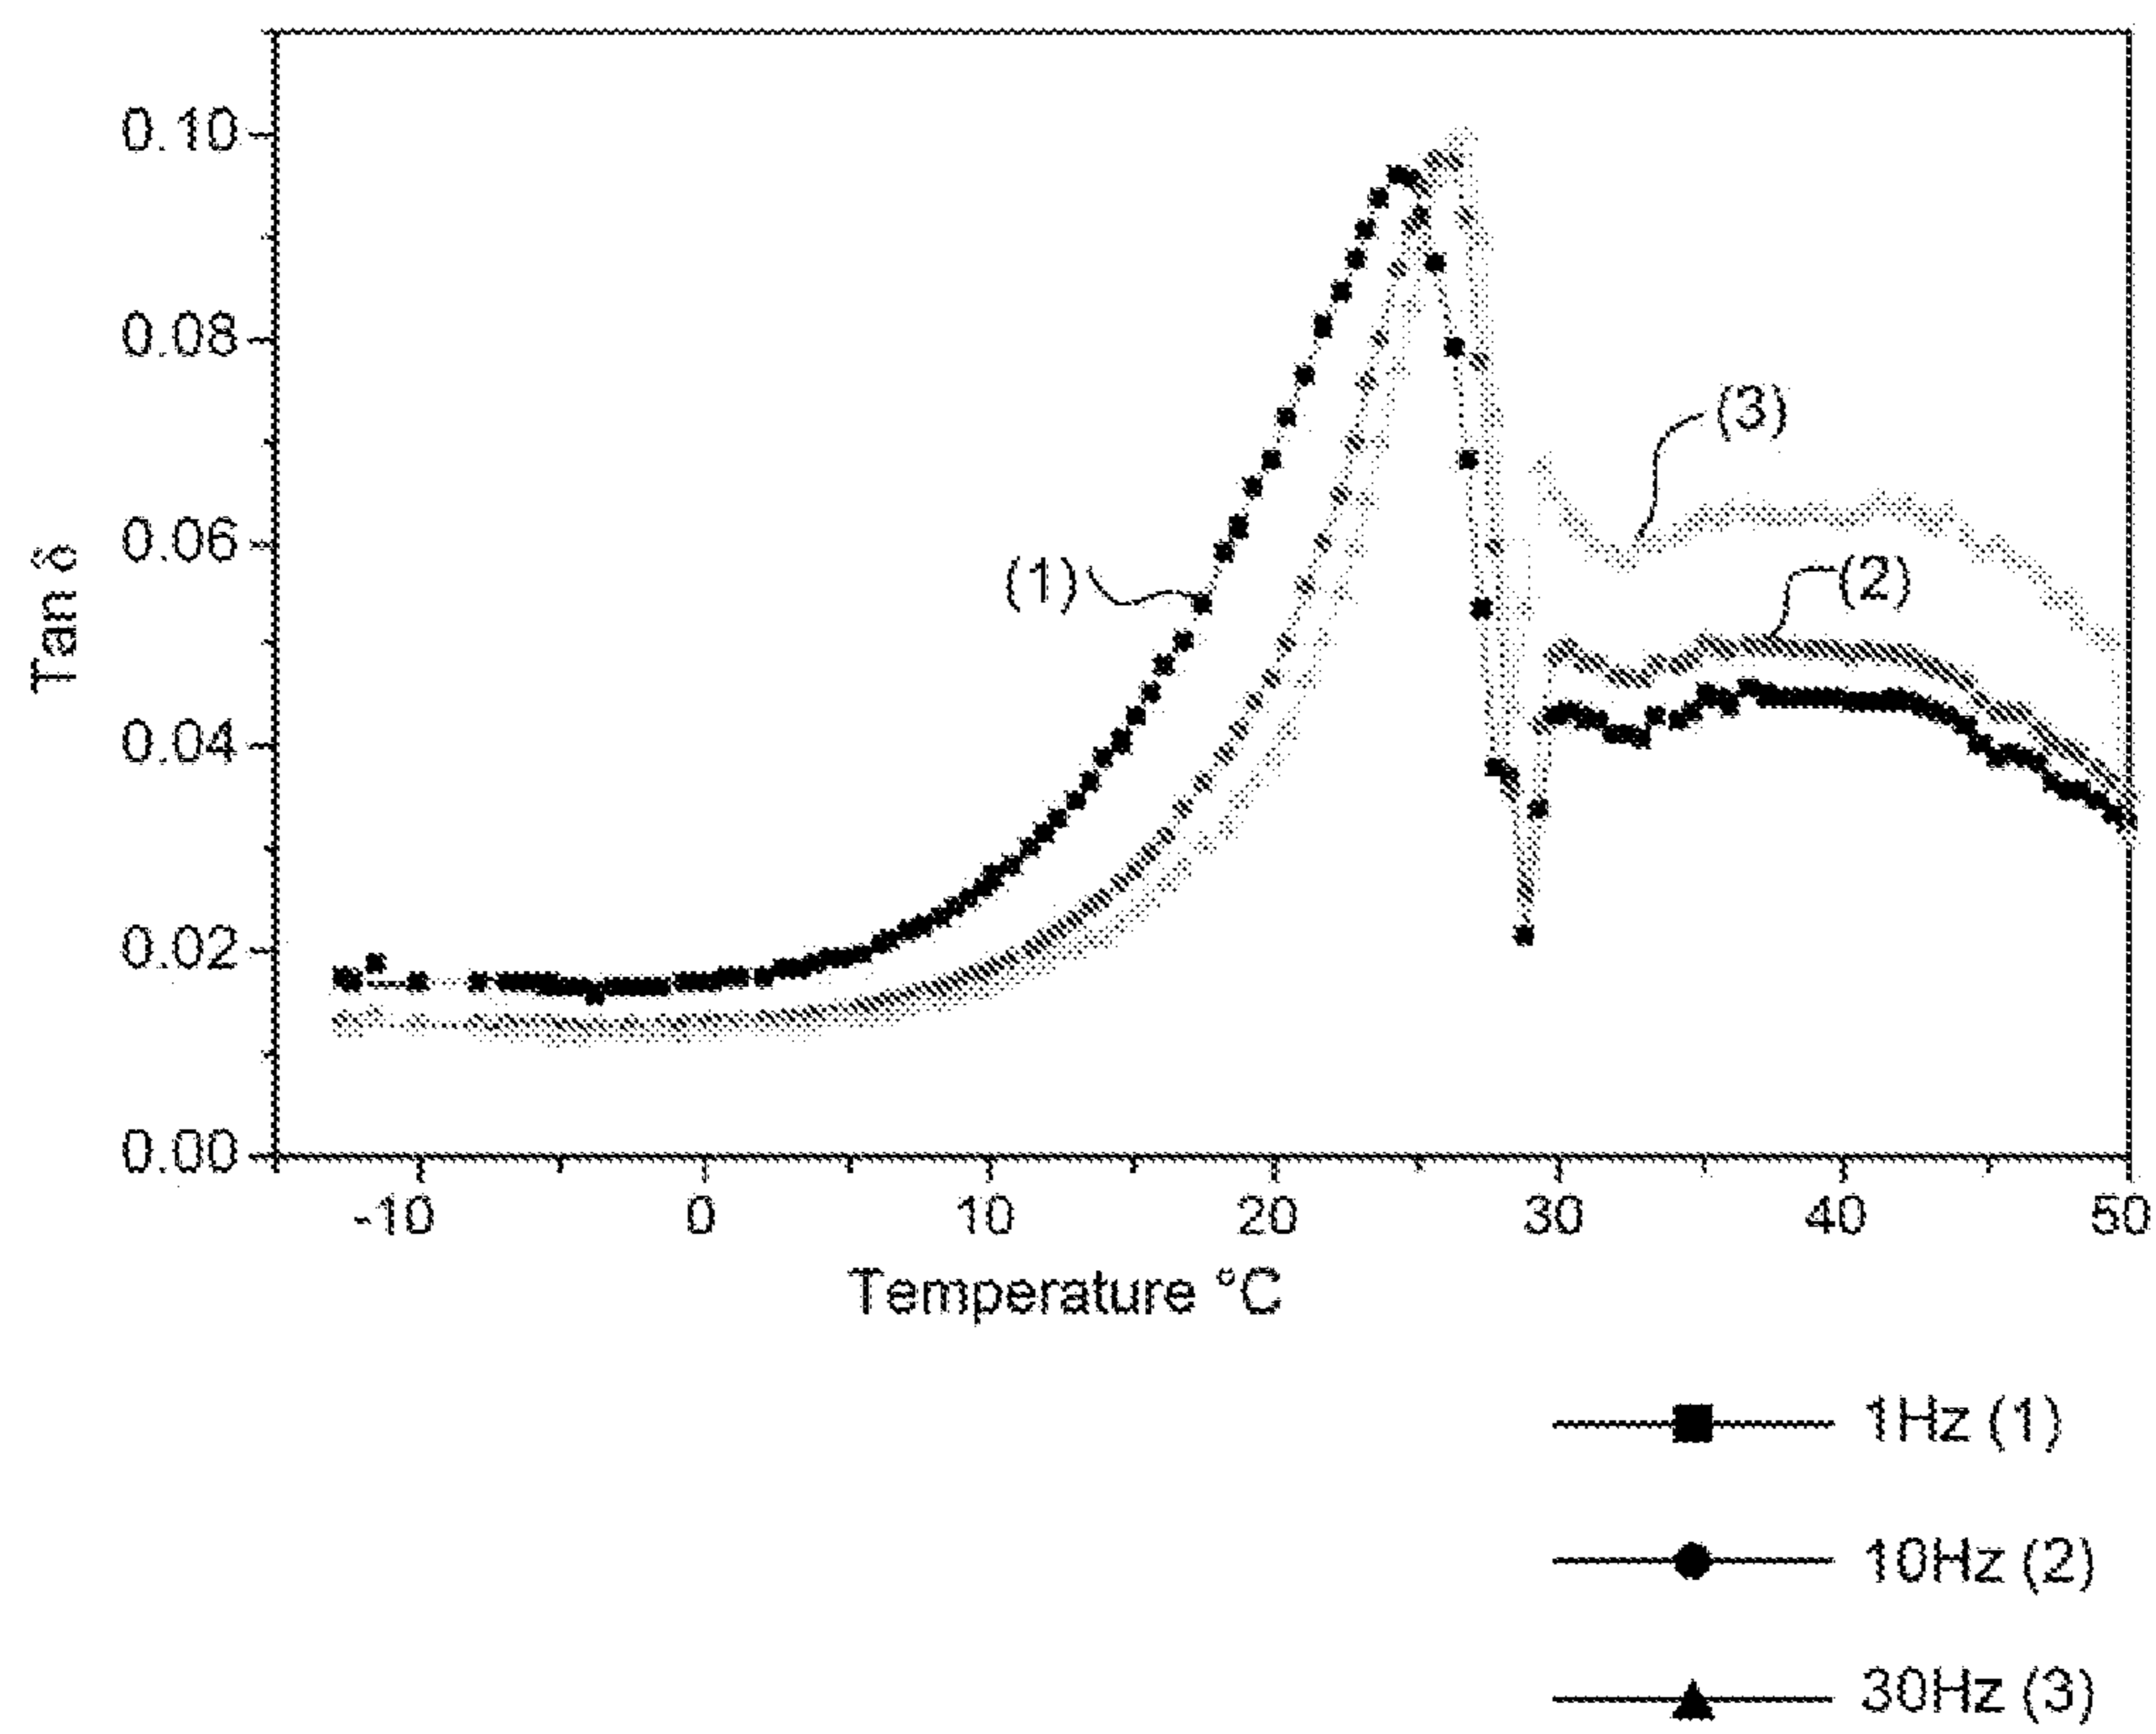 0.10
0.08
0.06
0.04
0.02
0.00
Tan δ
(1)
(3)
(2)
-10 0 10 20 30 40 50
Temperature °C
1Hz (1)
10Hz (2)
30Hz (3)